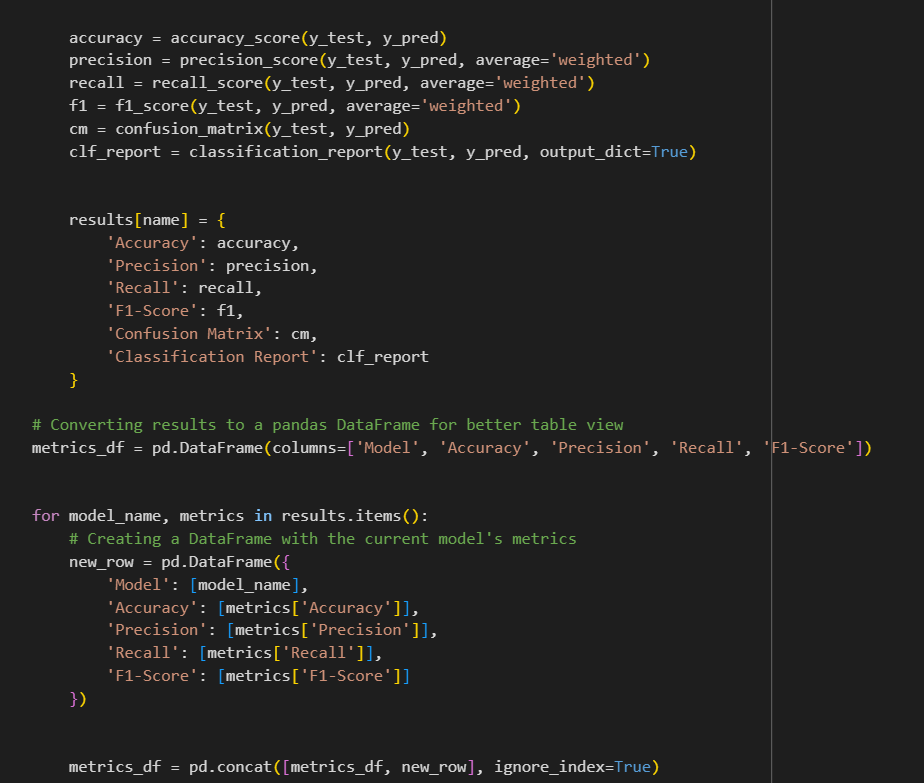 accuracy = accuracy_score(y_test, y_pred)
precision = precision_score(y_test, y_pred, average='weighted')
recall = recall_score(y_test, y_pred, average='weighted')
f1 = f1_score(y_test, y_pred, average='weighted')
cm = confusion_matrix(y_test, y_pred)
clf_report = classification_report(y_test, y_pred, output_dict=True)
results[name] = {
'Accuracy': accuracy,
'Precision': precision,
'Recall': recall,
'F1-Score': f1,
'Confusion Matrix': cm,
'Classification Report': clf_report
}
# Converting results to a pandas DataFrame for better table view
metrics_df = pd.DataFrame(columns=['Model', 'Accuracy', 'Precision', 'Recall', 'F1-Score'])
for model_name, metrics in results.items():
# Creating a DataFrame with the current model's metrics
new_row = pd.DataFrame({
'Model': [model_name],
'Accuracy': [metrics['Accuracy']],
'Precision': [metrics['Precision']],
'Recall': [metrics['Recall']],
'F1-Score': [metrics['F1-Score']]
})
metrics_df = pd.concat([metrics_df, new_row], ignore_index=True)